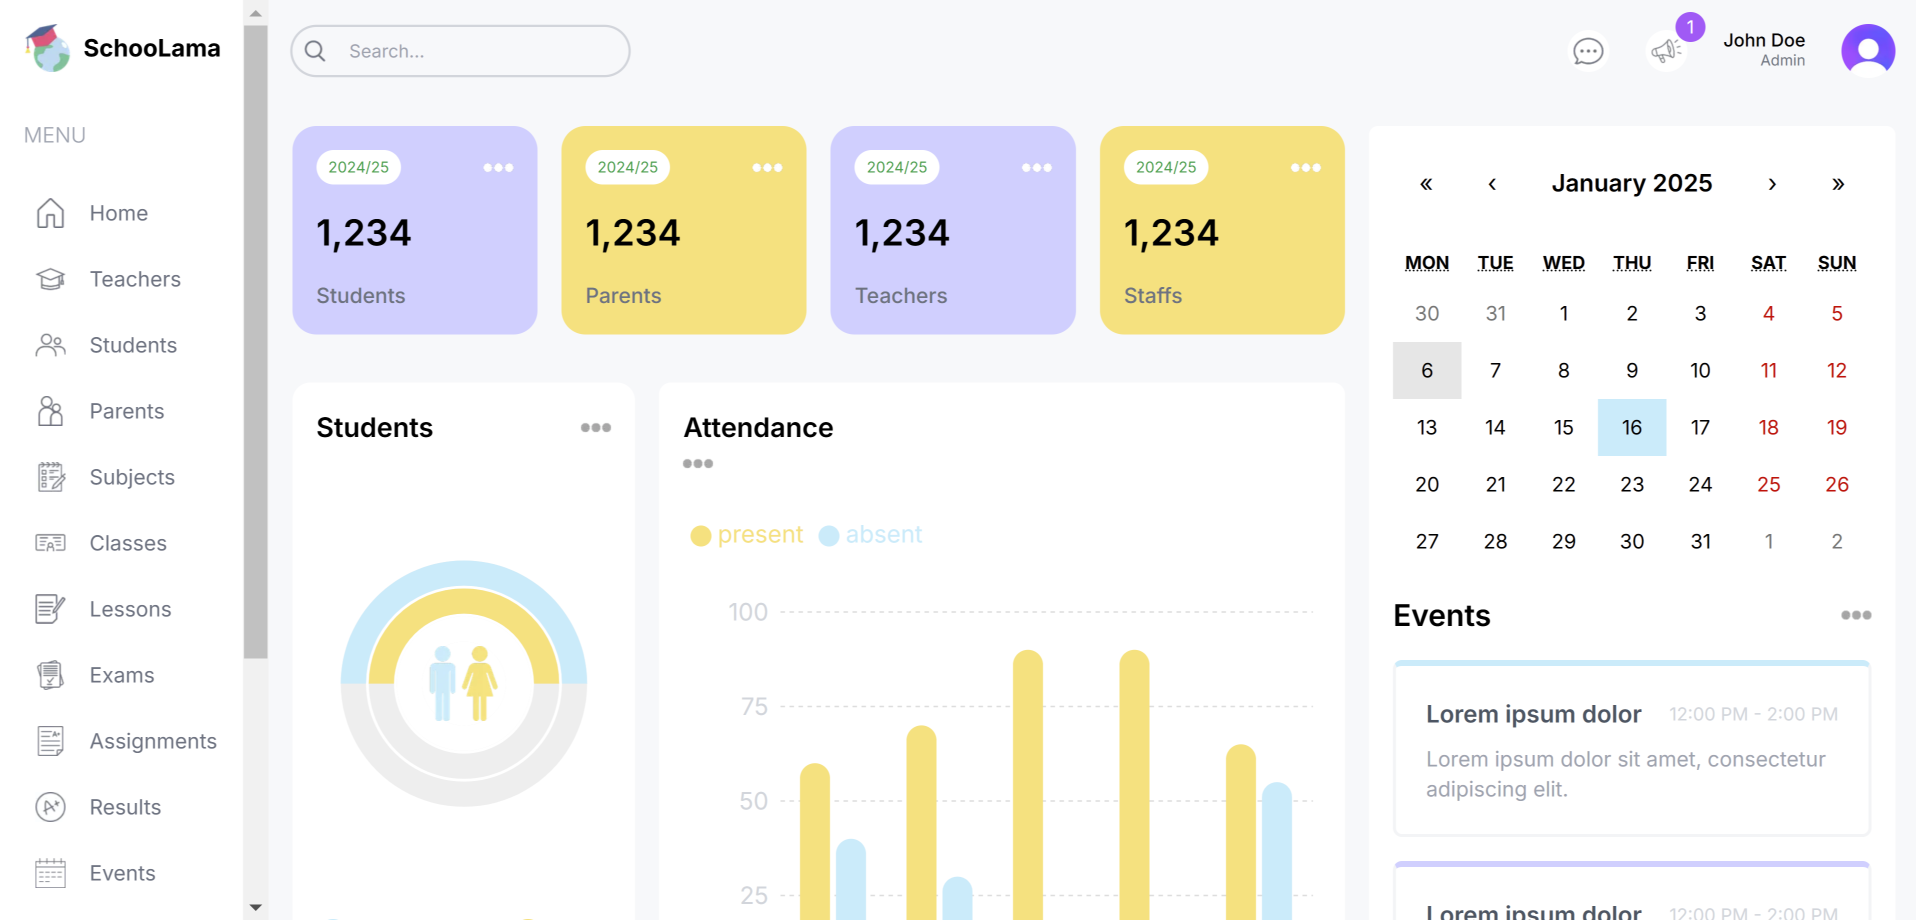 SchooLama
MENU
Home
Teachers
Students
Parents
Subjects
Classes
Lessons
Exams
Assignments
Results
Events
Search...
1
John Doe
Admin
2024/25
1,234
Students
2024/25
1,234
Parents
2024/25
1,234
Teachers
2024/25
1,234
Staffs
Students
Attendance
present absent
100
75
50
25
« ‹ January 2025 › »
MON TUE WED THU FRI SAT SUN
30 31 1 2 3 4 5
6 7 8 9 10 11 12
13 14 15 16 17 18 19
20 21 22 23 24 25 26
27 28 29 30 31 1 2
Events
Lorem ipsum dolor 12:00 PM - 2:00 PM
Lorem ipsum dolor sit amet, consectetur
adipiscing elit.
Lorem ipsum dolor 12:00 PM - 2:00 PM